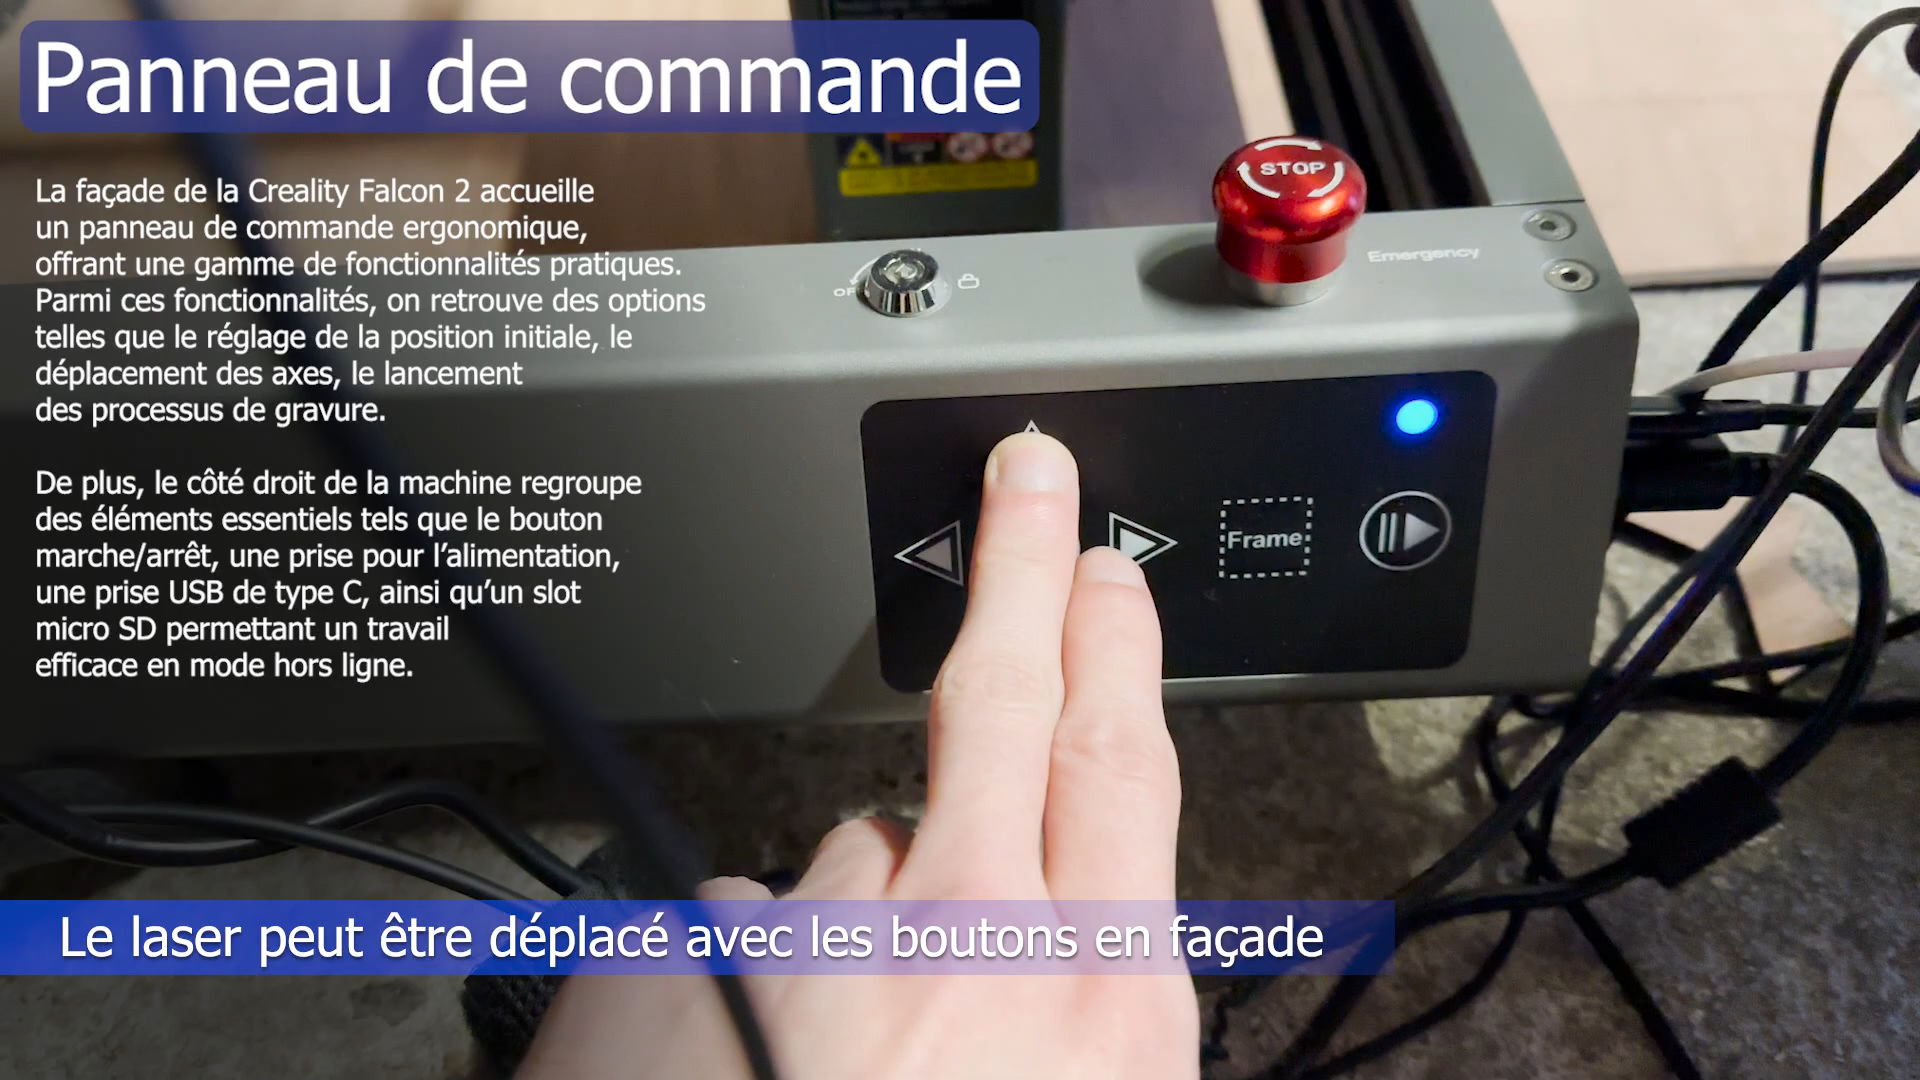 Panneau de commande
La façade de la Creality Falcon 2 accueille
un panneau de commande ergonomique,
offrant une gamme de fonctionnalités pratiques.
Parmi ces fonctionnalités, on retrouve des options
telles que le réglage de la position initiale, le
déplacement des axes, le lancement
des processus de gravure.
De plus, le côté droit de la machine regroupe
des éléments essentiels tels que le bouton
marche/arrêt, une prise pour l’alimentation,
une prise USB de type C, ainsi qu’un slot
micro SD permettant un travail
efficace en mode hors ligne.
STOP
Emergency
Frame
Le laser peut être déplacé avec les boutons en façade